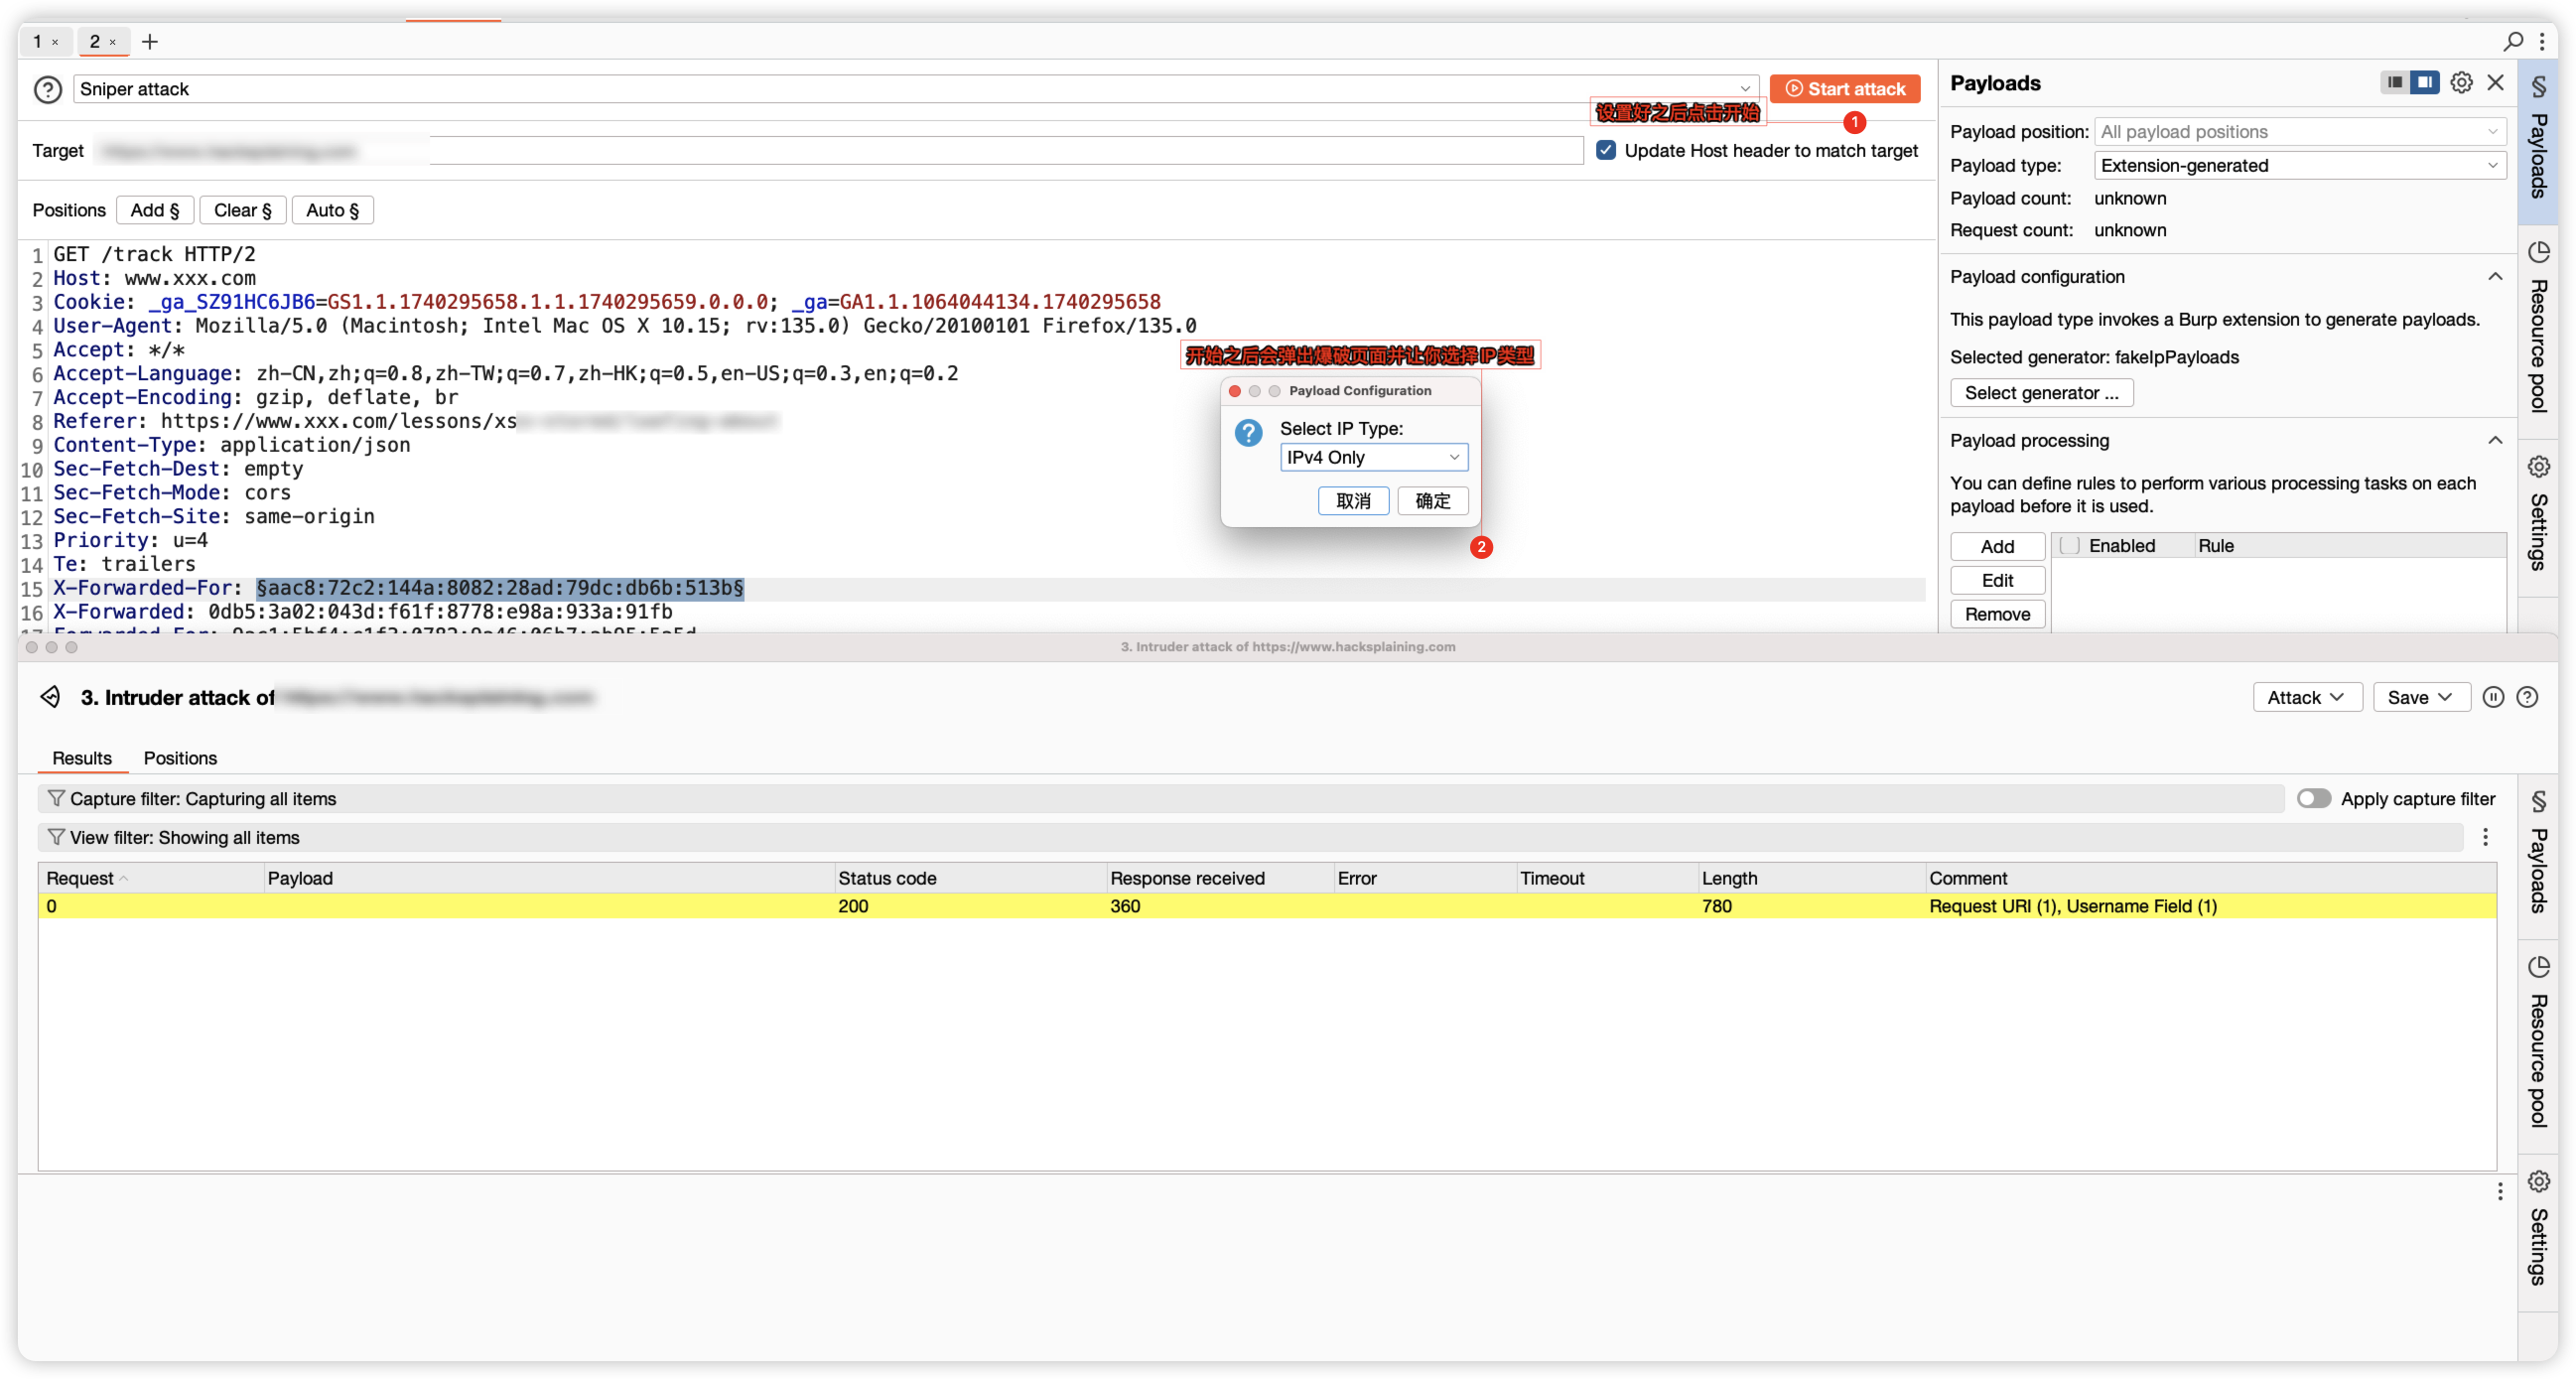 1 ×
2 ×
Sniper attack
Start attack
设置好之后点击开始
1
Target
Update Host header to match target
Positions
Add §
Clear §
Auto §
1 GET /track HTTP/2
2 Host: www.xxx.com
3 Cookie: _ga_SZ91HC6JB6=GS1.1.1740295658.1.1.1740295659.0.0.0; _ga=GA1.1.1064044134.1740295658
4 User-Agent: Mozilla/5.0 (Macintosh; Intel Mac OS X 10.15; rv:135.0) Gecko/20100101 Firefox/135.0
5 Accept: */*
6 Accept-Language: zh-CN,zh;q=0.8,zh-TW;q=0.7,zh-HK;q=0.5,en-US;q=0.3,en;q=0.2
7 Accept-Encoding: gzip, deflate, br
8 Referer: https://www.xxx.com/lessons/xs
9 Content-Type: application/json
10 Sec-Fetch-Dest: empty
11 Sec-Fetch-Mode: cors
12 Sec-Fetch-Site: same-origin
13 Priority: u=4
14 Te: trailers
15 X-Forwarded-For: §aac8:72c2:144a:8082:28ad:79dc:db6b:513b§
16 X-Forwarded: 0db5:3a02:043d:f61f:8778:e98a:933a:91fb
开始之后会弹出爆破页面并让你选择IP类型
Payload Configuration
Select IP Type:
IPv4 Only
取消
确定
2
Payloads
Payload position: All payload positions
Payload type: Extension-generated
Payload count: unknown
Request count: unknown
Payload configuration
This payload type invokes a Burp extension to generate payloads.
Selected generator: fakeIpPayloads
Select generator ...
Payload processing
You can define rules to perform various processing tasks on each
payload before it is used.
Add
Edit
Remove
Enabled
Rule
Payloads
Resource pool
Settings
3. Intruder attack of https://www.hacksplaining.com
3. Intruder attack of
Attack
Save
Results
Positions
Capture filter: Capturing all items
Apply capture filter
View filter: Showing all items
Request
Payload
Status code
Response received
Error
Timeout
Length
Comment
0
200
360
780
Request URI (1), Username Field (1)
Payloads
Resource pool
Settings